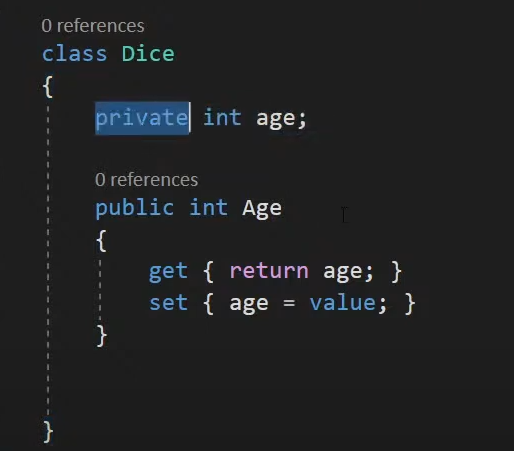 0 references
class Dice
{
private int age;
0 references
public int Age
{
get { return age; }
set { age = value; }
}
}